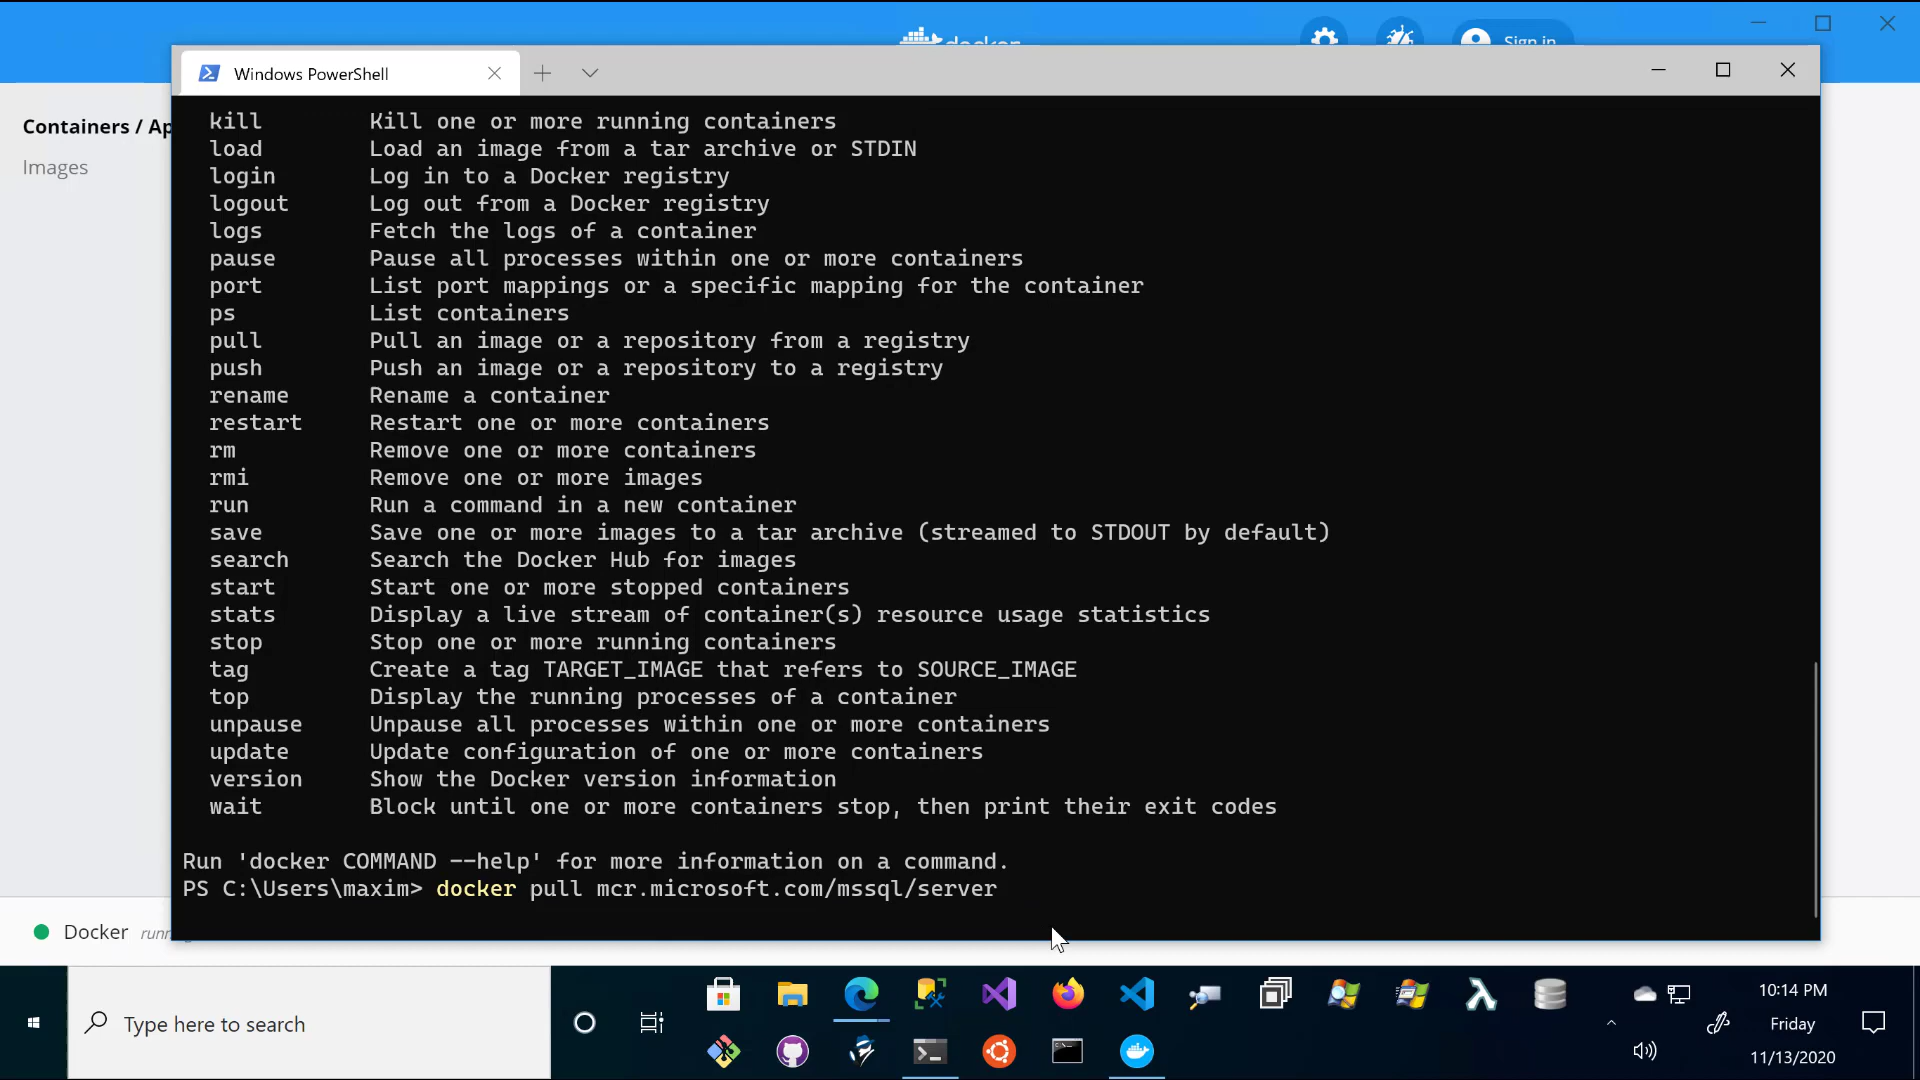 docker
Sign in
Windows PowerShell
Containers / Ap
Images
kill Kill one or more running containers
load Load an image from a tar archive or STDIN
login Log in to a Docker registry
logout Log out from a Docker registry
logs Fetch the logs of a container
pause Pause all processes within one or more containers
port List port mappings or a specific mapping for the container
ps List containers
pull Pull an image or a repository from a registry
push Push an image or a repository to a registry
rename Rename a container
restart Restart one or more containers
rm Remove one or more containers
rmi Remove one or more images
run Run a command in a new container
save Save one or more images to a tar archive (streamed to STDOUT by default)
search Search the Docker Hub for images
start Start one or more stopped containers
stats Display a live stream of container(s) resource usage statistics
stop Stop one or more running containers
tag Create a tag TARGET_IMAGE that refers to SOURCE_IMAGE
top Display the running processes of a container
unpause Unpause all processes within one or more containers
update Update configuration of one or more containers
version Show the Docker version information
wait Block until one or more containers stop, then print their exit codes
Run 'docker COMMAND --help' for more information on a command.
PS C:\Users\maxim> docker pull mcr.microsoft.com/mssql/server
Docker
Type here to search
10:14 PM
Friday
11/13/2020